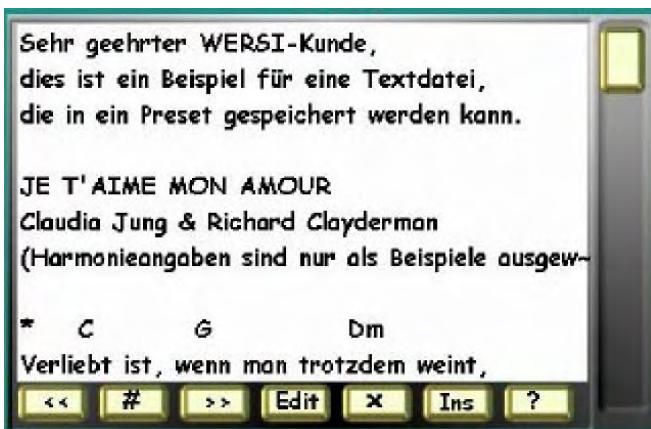 Sehr geehrter WERSI-Kunde,
dies ist ein Beispiel für eine Textdatei,
die in ein Preset gespeichert werden kann.
JE T'AIME MON AMOUR
Claudia Jung & Richard Clayderman
(Harmonieangaben sind nur als Beispiele ausgew~
* C G Dm
Verliebt ist, wenn man trotzdem weint,
<< # >> Edit x Ins ?